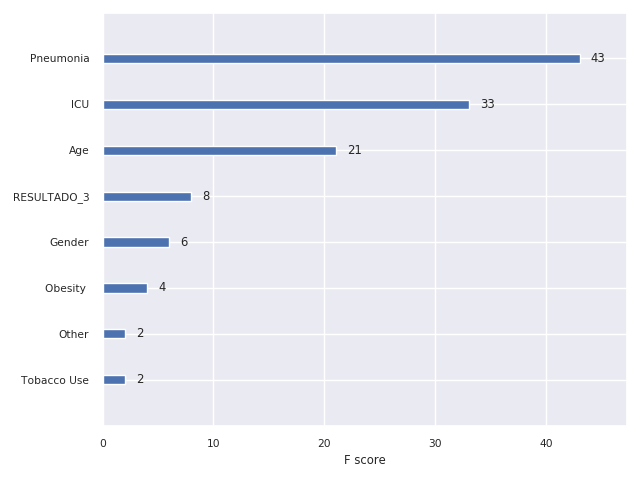 Pneumonia 43
ICU 33
Age 21
RESULTADO_3 8
Gender 6
Obesity 4
Other 2
Tobacco Use 2
0 10 20 30 40
F score